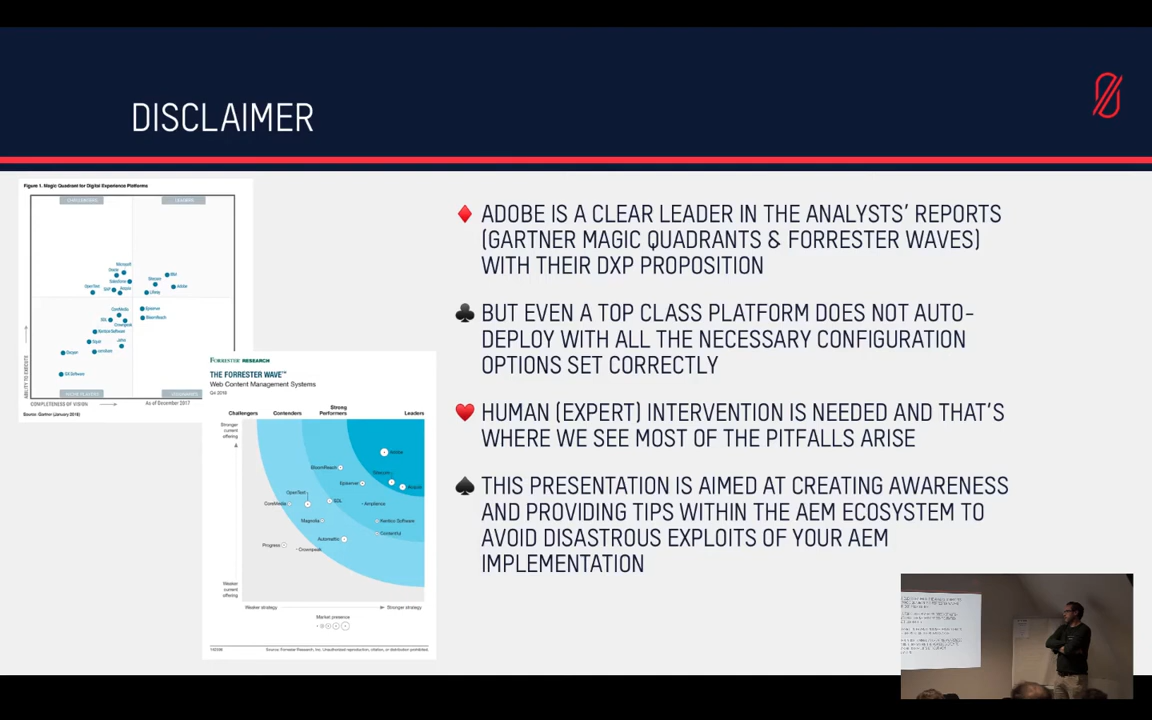 DISCLAIMER
Figure 1. Magic Quadrant for Digital Experience Platforms
CHALLENGERS
LEADERS
Microsoft
Oracle
Salesforce
OpenText
SAP
Acquia
Sitecore
IBM
Adobe
Liferay
CoreMedia
SDL
Crownpeak
Episerver
BloomReach
Kentico Software
Jahia
Squiz
ABILITY TO EXECUTE
COMPLETENESS OF VISION
As of December 2017
Source: Gartner (January 2018)
FORRESTER RESEARCH
THE FORRESTER WAVE™
Web Content Management Systems
Q4 2018
Challengers
Contenders
Strong
Performers
Leaders
Stronger
current
offering
Adobe
BloomReach
Sitecore
Episerver
Acquia
OpenText
CoreMedia
SDL
Amplience
Magnolia
Kentico Software
Contentful
Automattic
Progress
Crownpeak
Weaker
current
offering
Weaker strategy
Stronger strategy
Market presence
Source: Forrester Research, Inc. Unauthorized reproduction, citation, or distribution prohibited.
ADOBE IS A CLEAR LEADER IN THE ANALYSTS' REPORTS
(GARTNER MAGIC QUADRANTS & FORRESTER WAVES)
WITH THEIR DXP PROPOSITION
BUT EVEN A TOP CLASS PLATFORM DOES NOT AUTO-
DEPLOY WITH ALL THE NECESSARY CONFIGURATION
OPTIONS SET CORRECTLY
HUMAN (EXPERT) INTERVENTION IS NEEDED AND THAT'S
WHERE WE SEE MOST OF THE PITFALLS ARISE
THIS PRESENTATION IS AIMED AT CREATING AWARENESS
AND PROVIDING TIPS WITHIN THE AEM ECOSYSTEM TO
AVOID DISASTROUS EXPLOITS OF YOUR AEM
IMPLEMENTATION